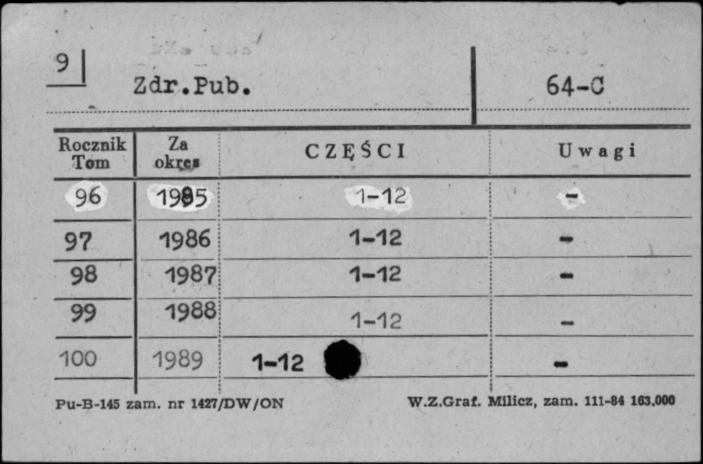 9
Zdr.Pub. 64-C
Rocznik Tom Za okres CZĘŚCI Uwagi
96 1985 1-12 -
97 1986 1-12 -
98 1987 1-12 -
99 1988 1-12 -
100 1989 1-12 -
Pu-B-145 zam. nr 1427/DW/ON W.Z.Graf. Milicz, zam. 111-84 163.000